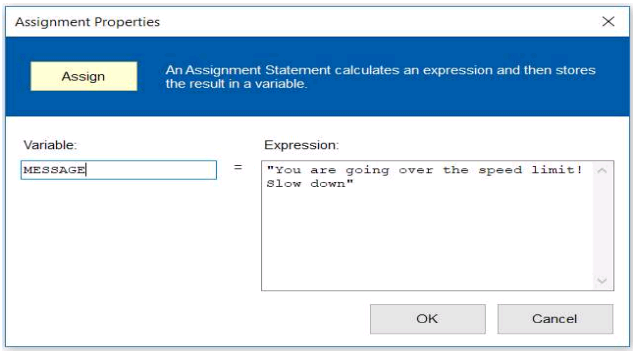 Assignment Properties
Assign
An Assignment Statement calculates an expression and then stores
the result in a variable.
Variable:
Expression:
MESSAGE
=
"You are going over the speed limit!
Slow down"
OK
Cancel